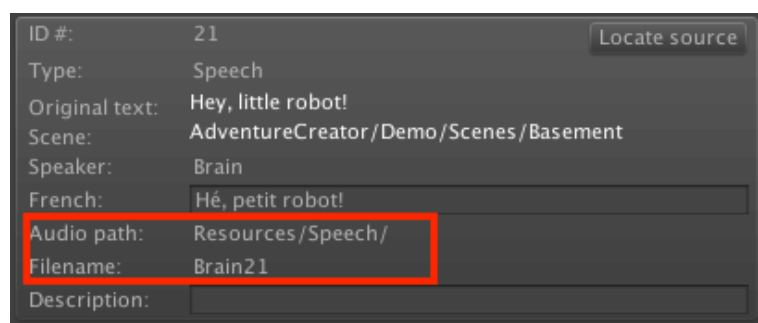 ID #: 21 Locate source
Type: Speech
Original text: Hey, little robot!
Scene: AdventureCreator/Demo/Scenes/Basement
Speaker: Brain
French: Hé, petit robot!
Audio path: Resources/Speech/
Filename: Brain21
Description: